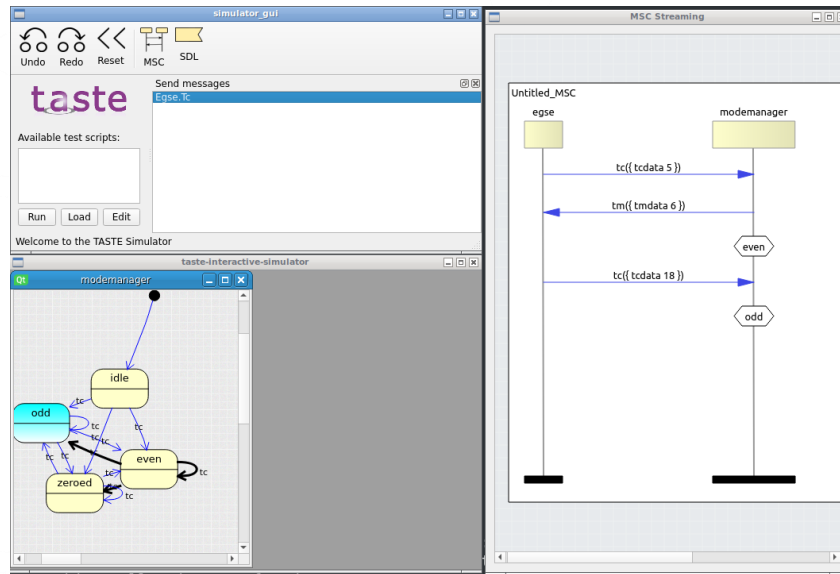 simulator_gui
Undo
Redo
Reset
MSC
SDL
taste
Available test scripts:
Run
Load
Edit
Send messages
Egse.Tc
Welcome to the TASTE Simulator
taste-interactive-simulator
Qt
modemanager
idle
tc
odd
tc
tc
tc
tc
tc
tc
even
tc
zeroed
tc
MSC Streaming
Untitled_MSC
egse
modemanager
tc({ tcdata 5 })
tm({ tmdata 6 })
even
tc({ tcdata 18 })
odd